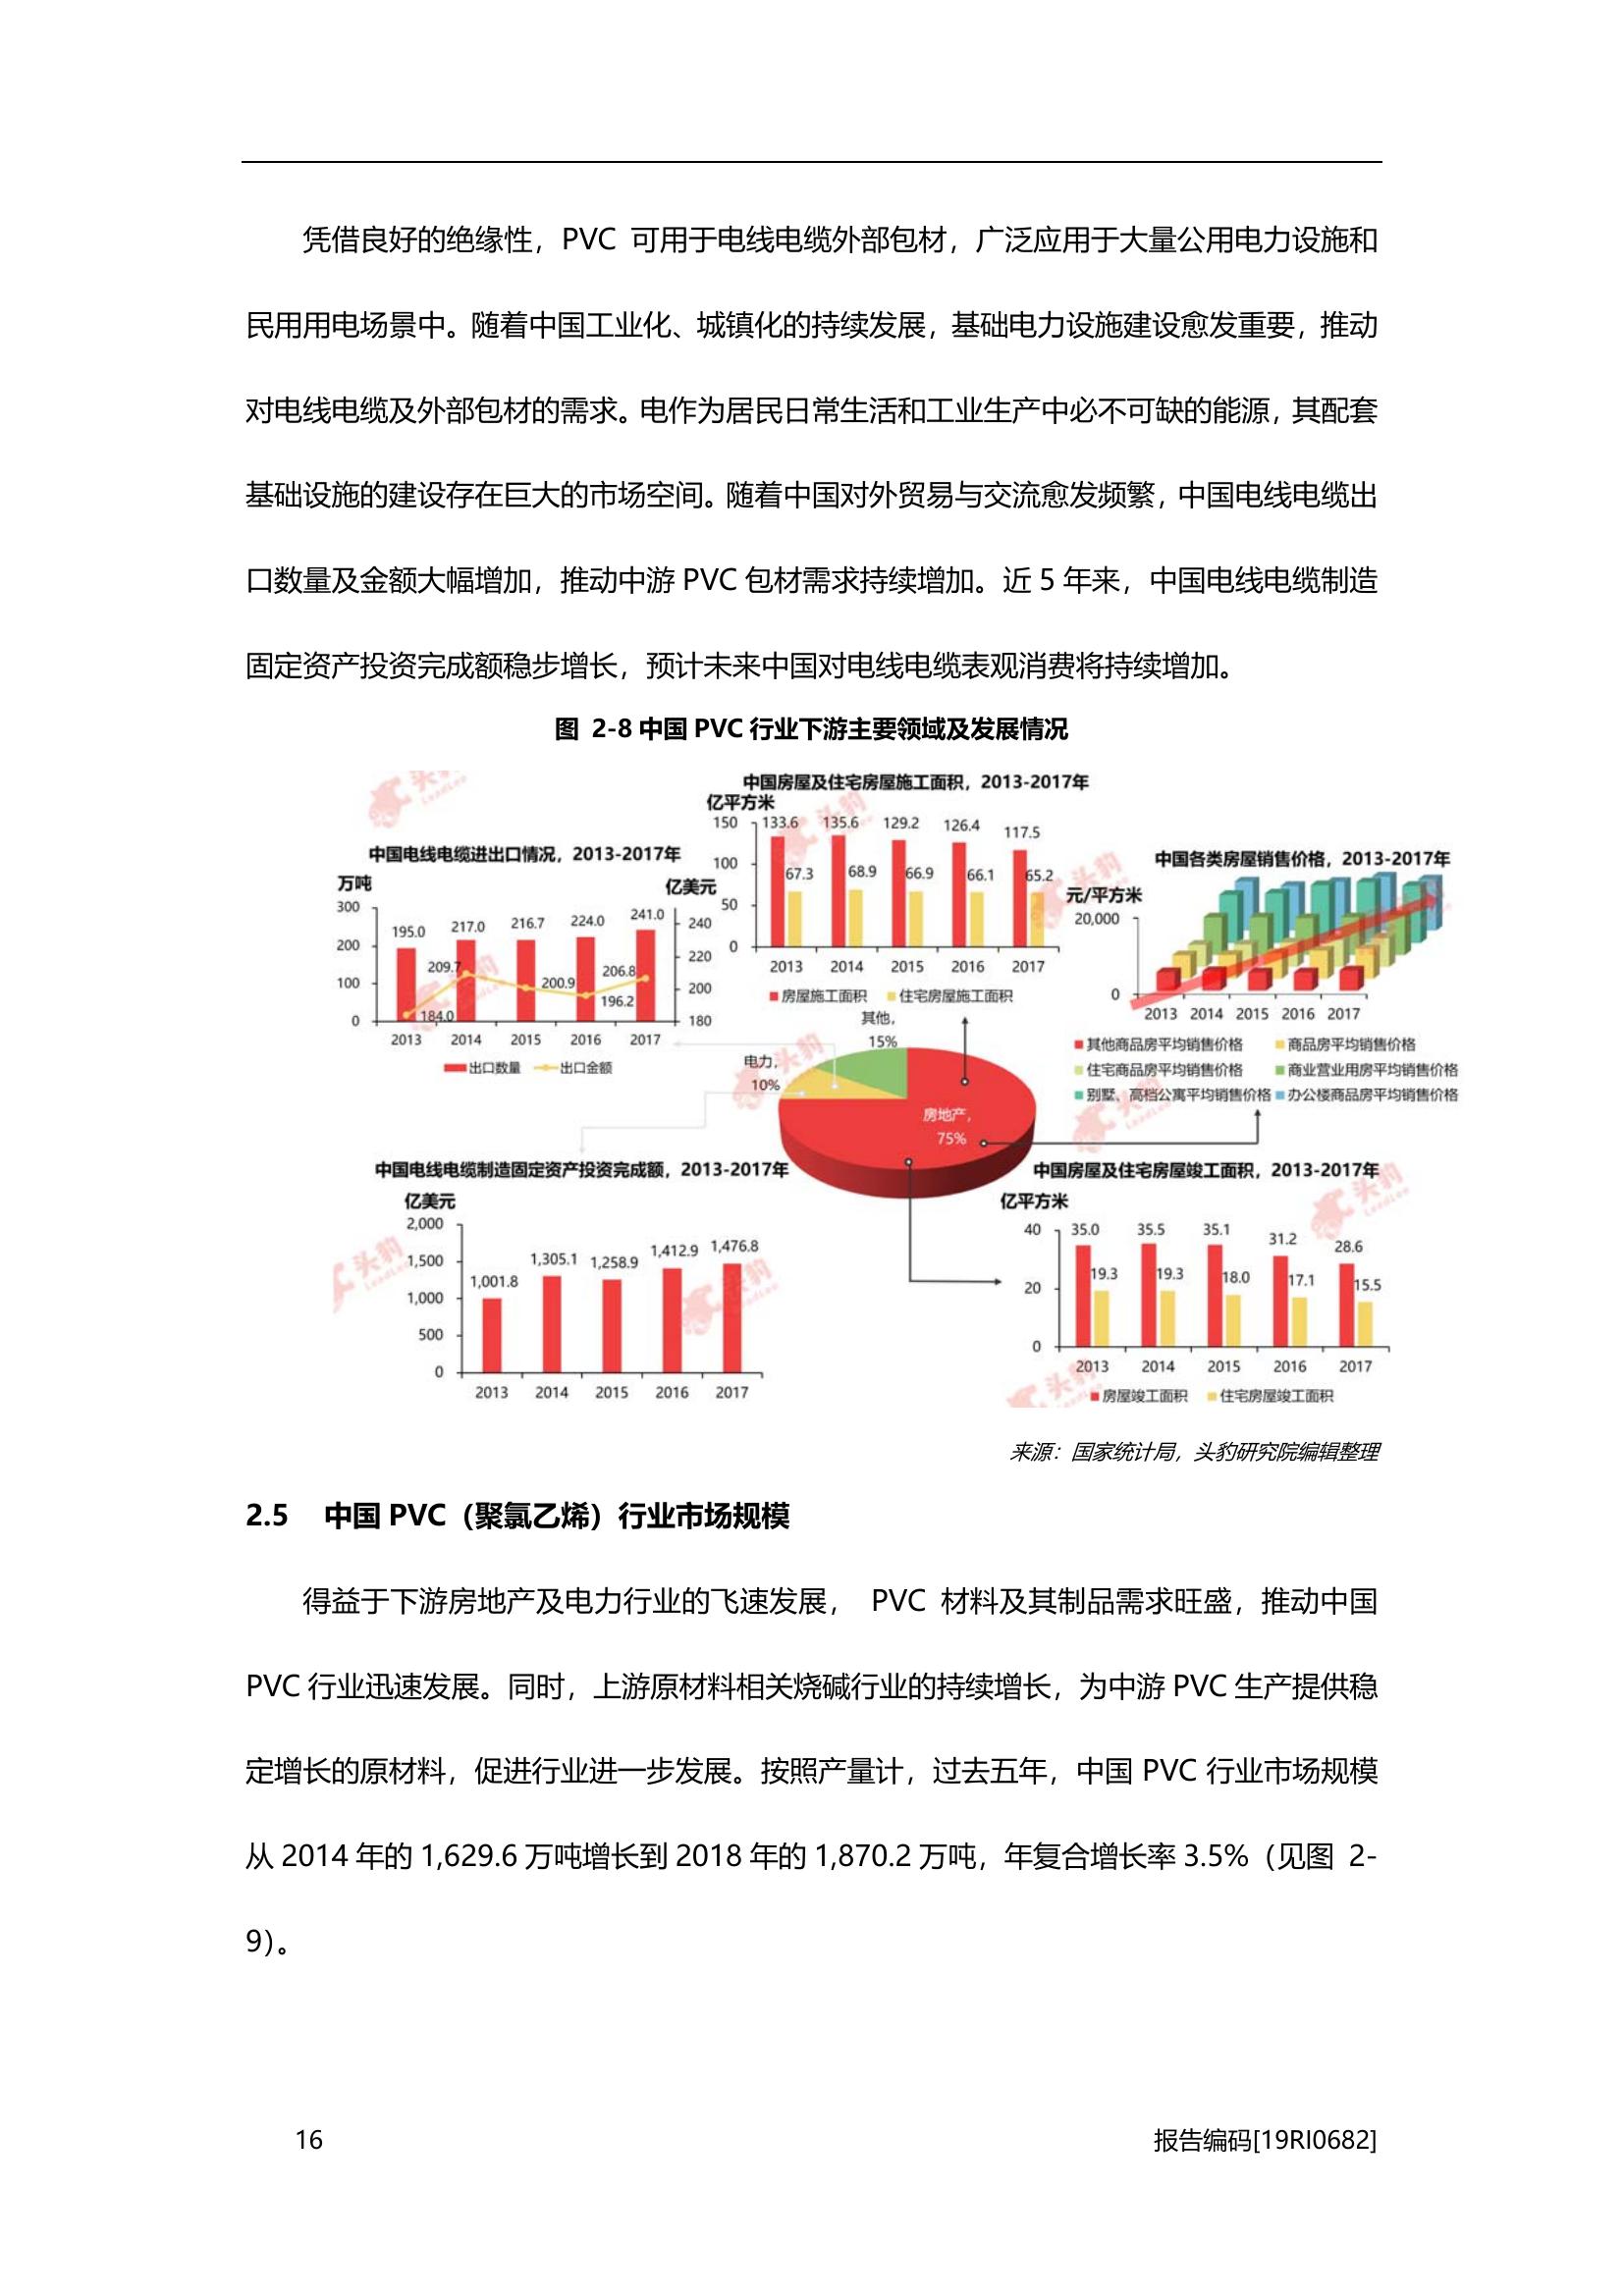 凭借良好的绝缘性，PVC 可用于电线电缆外部包材，广泛应用于大量公用电力设施和
民用用电场景中。随着中国工业化、城镇化的持续发展，基础电力设施建设愈发重要，推动
对电线电缆及外部包材的需求。电作为居民日常生活和工业生产中必不可缺的能源，其配套
基础设施的建设存在巨大的市场空间。随着中国对外贸易与交流愈发频繁，中国电线电缆出
口数量及金额大幅增加，推动中游 PVC 包材需求持续增加。近 5 年来，中国电线电缆制造
固定资产投资完成额稳步增长，预计未来中国对电线电缆表观消费将持续增加。
图 2-8 中国 PVC 行业下游主要领域及发展情况
中国房屋及住宅房屋施工面积，2013-2017年
亿平方米
150
100
50
0
133.6 135.6 129.2 126.4 117.5
67.3 68.9 66.9 66.1 65.2
2013 2014 2015 2016 2017
房屋施工面积 住宅房屋施工面积
中国电线电缆进出口情况，2013-2017年
万吨 亿美元
300
200
100
0
240
220
200
180
195.0 217.0 216.7 224.0 241.0
184.0 209.7 200.9 196.2 206.8
2013 2014 2015 2016 2017
出口数量 出口金额
中国各类房屋销售价格，2013-2017年
元/平方米
20,000
0
2013 2014 2015 2016 2017
其他商品房平均销售价格 商品房平均销售价格
住宅商品房平均销售价格 商业营业用房平均销售价格
别墅、高档公寓平均销售价格 办公楼商品房平均销售价格
其他，
15%
电力，
10%
房地产，
75%
中国电线电缆制造固定资产投资完成额，2013-2017年
亿美元
2,000
1,500
1,000
500
0
1,001.8 1,305.1 1,258.9 1,412.9 1,476.8
2013 2014 2015 2016 2017
中国房屋及住宅房屋竣工面积，2013-2017年
亿平方米
40
20
0
35.0 35.5 35.1 31.2 28.6
19.3 19.3 18.0 17.1 15.5
2013 2014 2015 2016 2017
房屋竣工面积 住宅房屋竣工面积
来源：国家统计局，头豹研究院编辑整理
2.5 中国 PVC（聚氯乙烯）行业市场规模
得益于下游房地产及电力行业的飞速发展， PVC 材料及其制品需求旺盛，推动中国
PVC 行业迅速发展。同时，上游原材料相关烧碱行业的持续增长，为中游 PVC 生产提供稳
定增长的原材料，促进行业进一步发展。按照产量计，过去五年，中国 PVC 行业市场规模
从 2014 年的 1,629.6 万吨增长到 2018 年的 1,870.2 万吨，年复合增长率 3.5%（见图 2-
9）。
16 报告编码[19RI0682]